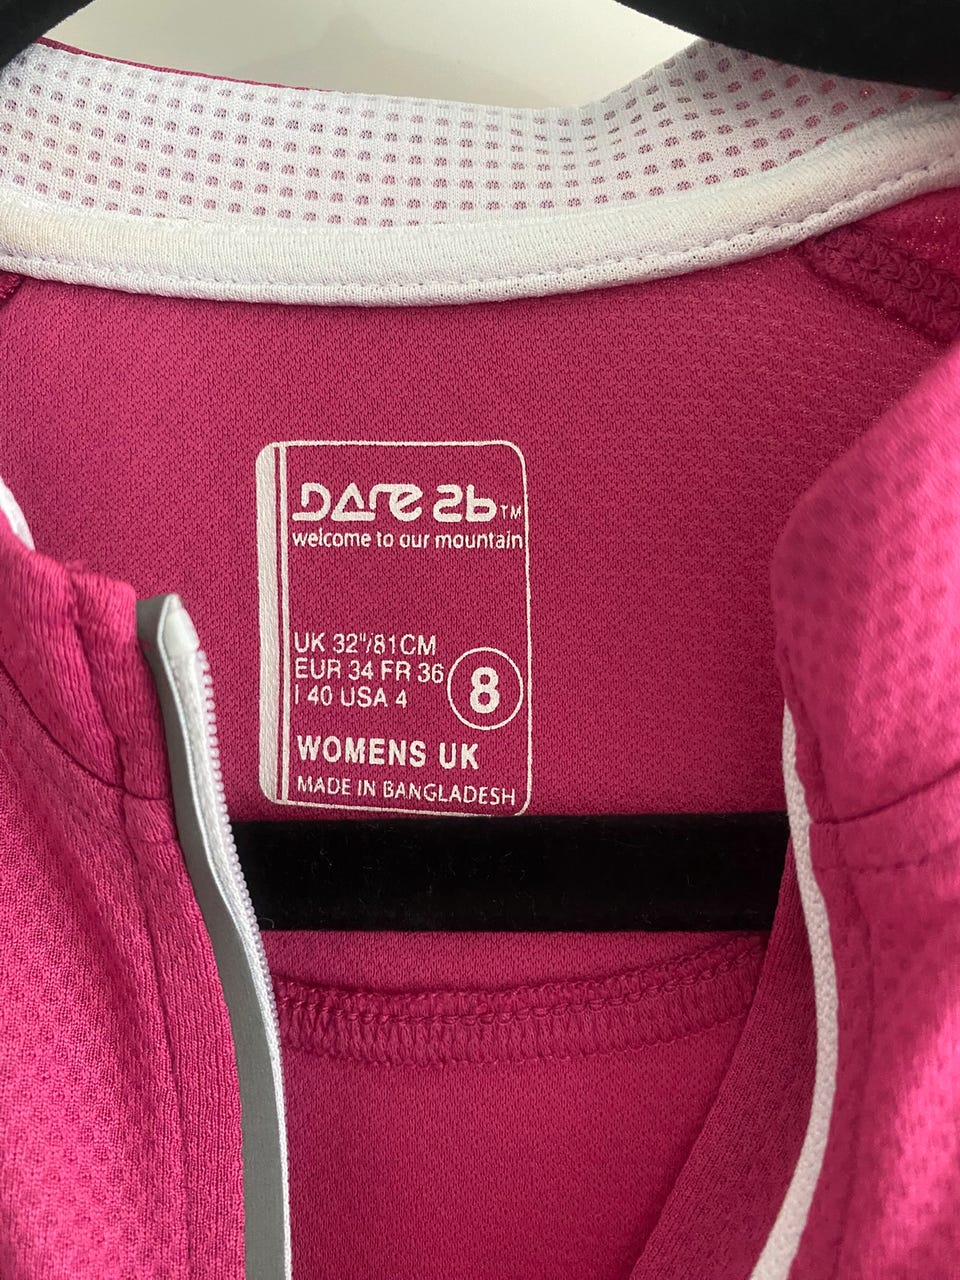 DARE 2b™
welcome to our mountain
UK 32"/81CM
EUR 34 FR 36
I 40 USA 4
8
WOMENS UK
MADE IN BANGLADESH